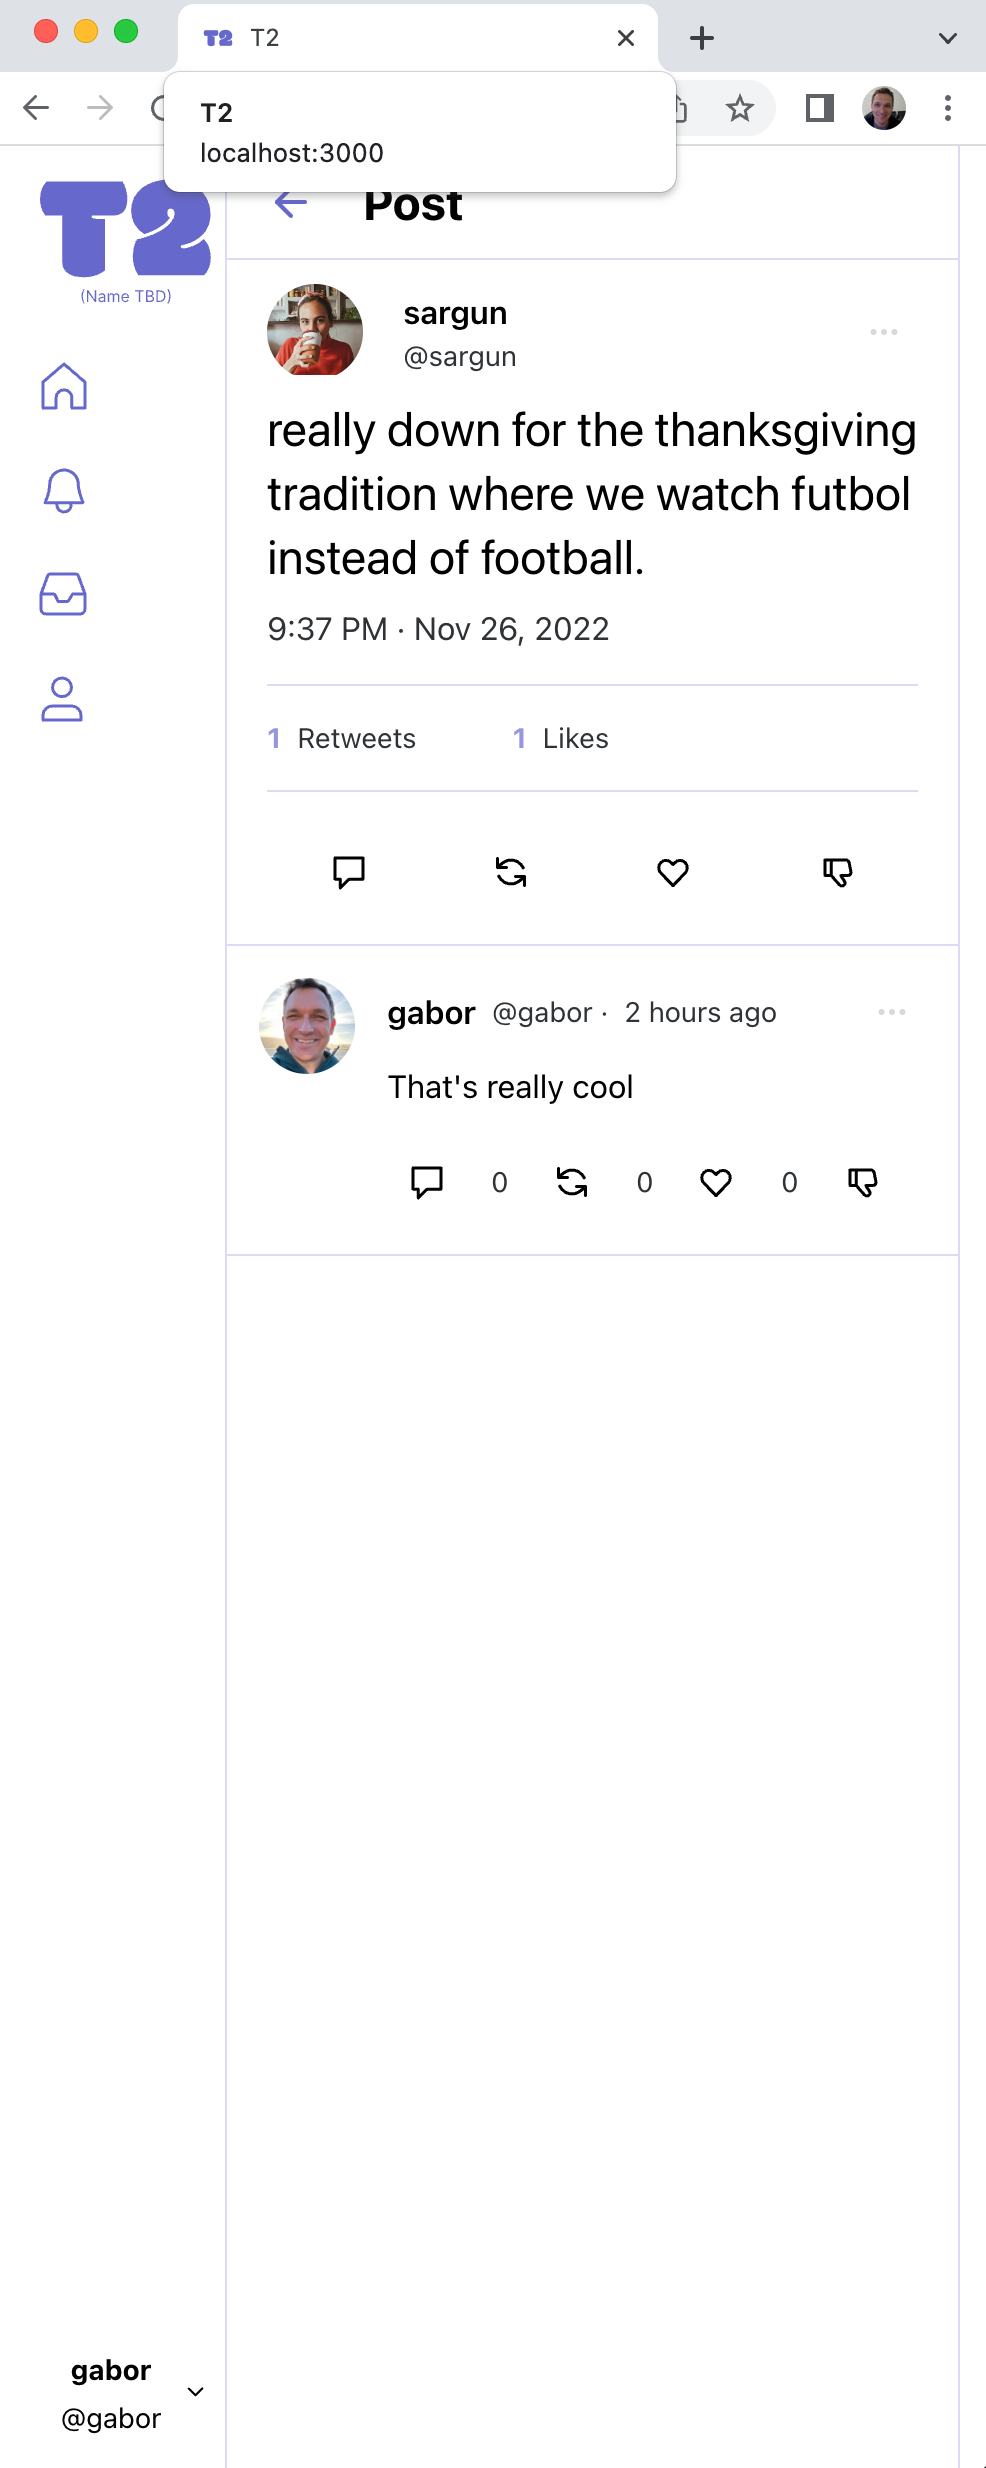 T2 T2
T2
localhost:3000
T2
(Name TBD)
Post
sargun
@sargun
really down for the thanksgiving
tradition where we watch futbol
instead of football.
9:37 PM · Nov 26, 2022
1 Retweets 1 Likes
gabor @gabor · 2 hours ago
That's really cool
0 0 0
gabor
@gabor